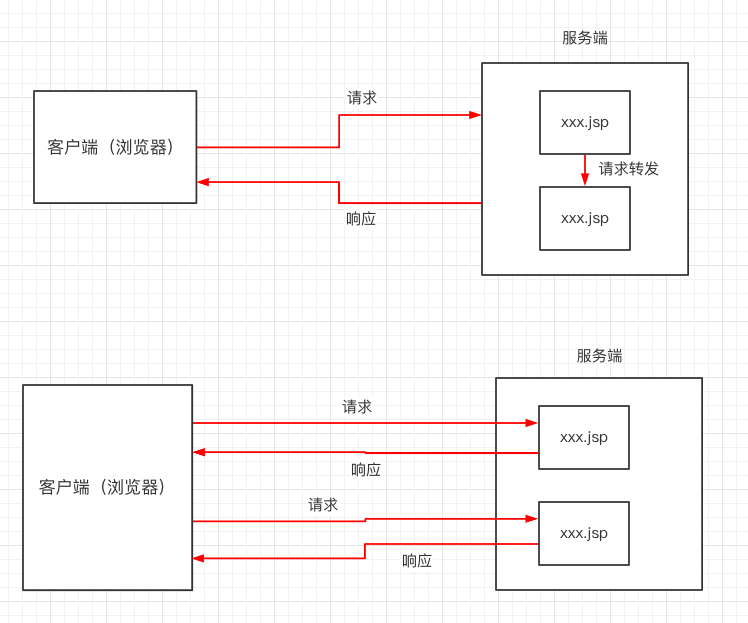 服务端
请求
xxx.jsp
客户端（浏览器）
请求转发
响应
xxx.jsp
服务端
请求
xxx.jsp
响应
客户端（浏览器）
请求
xxx.jsp
响应